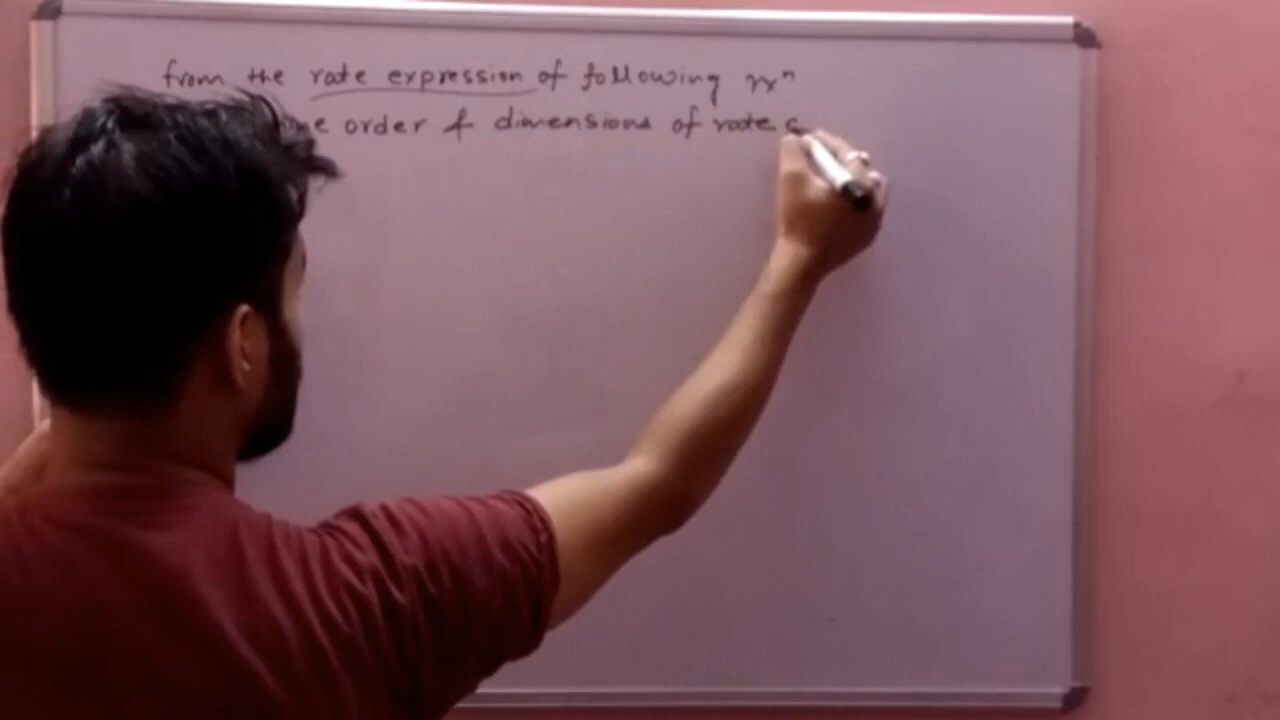 from the rate expression of following rxⁿ
order & dimensions of rate c